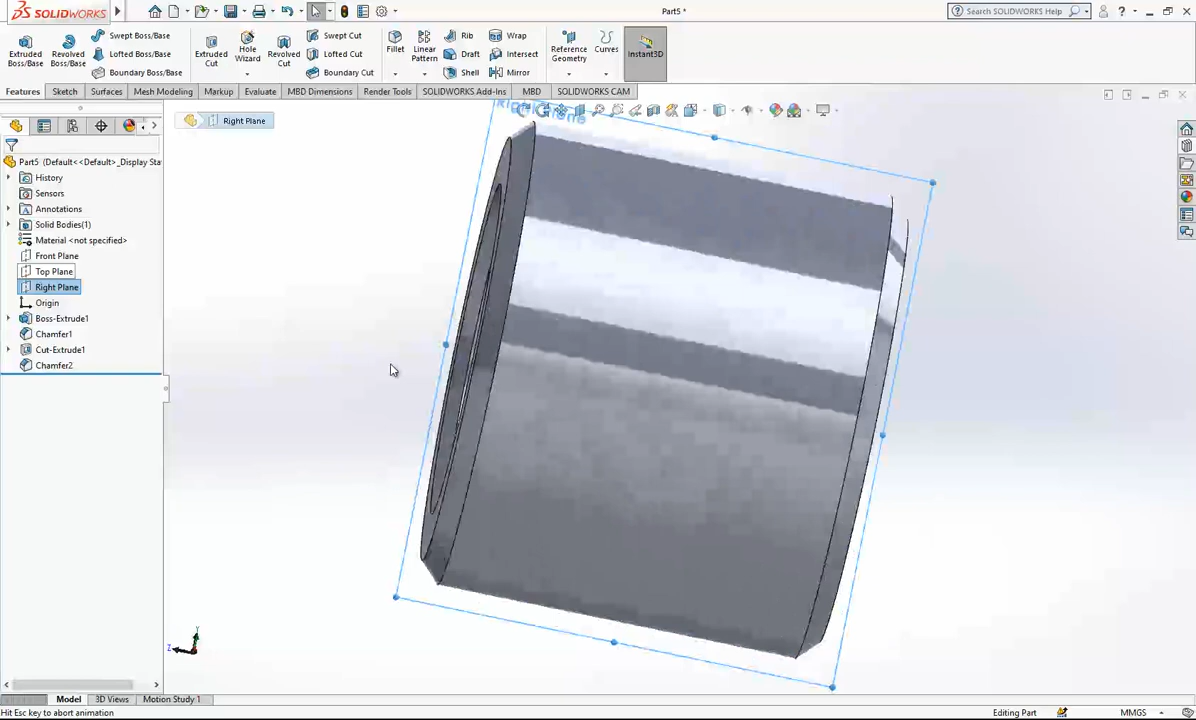 SOLIDWORKS
Part5 *
Search SOLIDWORKS Help
Extruded Boss/Base
Revolved Boss/Base
Swept Boss/Base
Lofted Boss/Base
Boundary Boss/Base
Extruded Cut
Hole Wizard
Revolved Cut
Swept Cut
Lofted Cut
Boundary Cut
Fillet
Linear Pattern
Rib
Draft
Shell
Wrap
Intersect
Mirror
Reference Geometry
Curves
Instant3D
Features
Sketch
Surfaces
Mesh Modeling
Markup
Evaluate
MBD Dimensions
Render Tools
SOLIDWORKS Add-Ins
MBD
SOLIDWORKS CAM
Right Plane
Part5 (Default<<Default>_Display Sta
History
Sensors
Annotations
Solid Bodies(1)
Material <not specified>
Front Plane
Top Plane
Right Plane
Origin
Boss-Extrude1
Chamfer1
Cut-Extrude1
Chamfer2
Y
Z
Model
3D Views
Motion Study 1
Hit Esc key to abort animation
Editing Part
MMGS